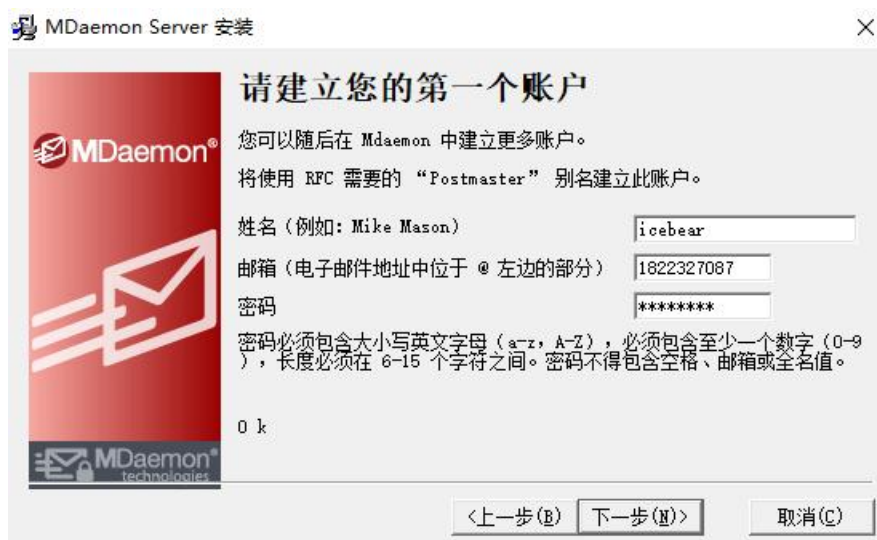 MDaemon Server 安装
请建立您的第一个账户
MDaemon®
您可以随后在 Mdaemon 中建立更多账户。
将使用 RFC 需要的 “Postmaster” 别名建立此账户。
姓名(例如: Mike Mason)
icebear
邮箱(电子邮件地址中位于 @ 左边的部分)
1822327087
密码
********
密码必须包含大小写英文字母(a-z, A-Z), 必须包含至少一个数字(0-9
), 长度必须在 6-15 个字符之间。密码不得包含空格、邮箱或全名值。
O k
MDaemon®
technologies
<上一步(B)
下一步(N)>
取消(C)